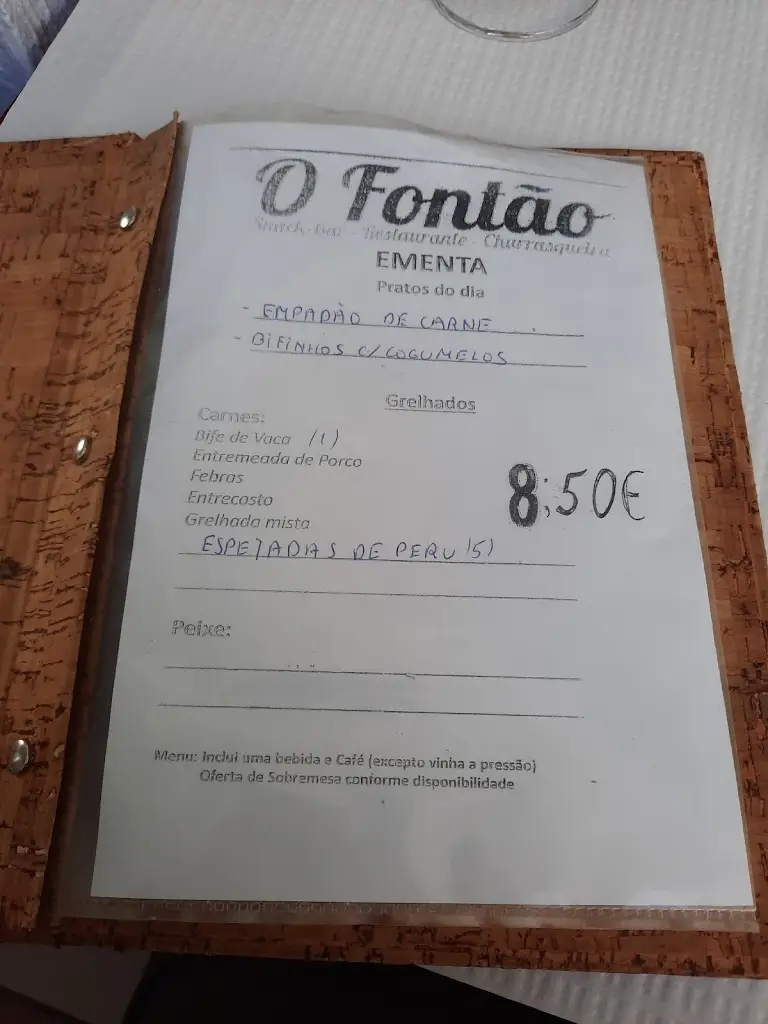 O Fontão
Snack-bar - Restaurante - Charrasqueira
EMENTA
Pratos do dia
- EMPADÃO DE CARNE
- BIFINHOS C/COGUMELOS
Grelhados
Carnes:
Bife de Vaca (1)
Entremeada de Porco
Febras
Entrecosto
Grelhada mista
8,50€
ESPETADAS DE PERU (5)
Peixe:
Menu: Inclui uma bebida e Café (excepto vinha a pressão)
Oferta de Sobremesa conforme disponibilidade